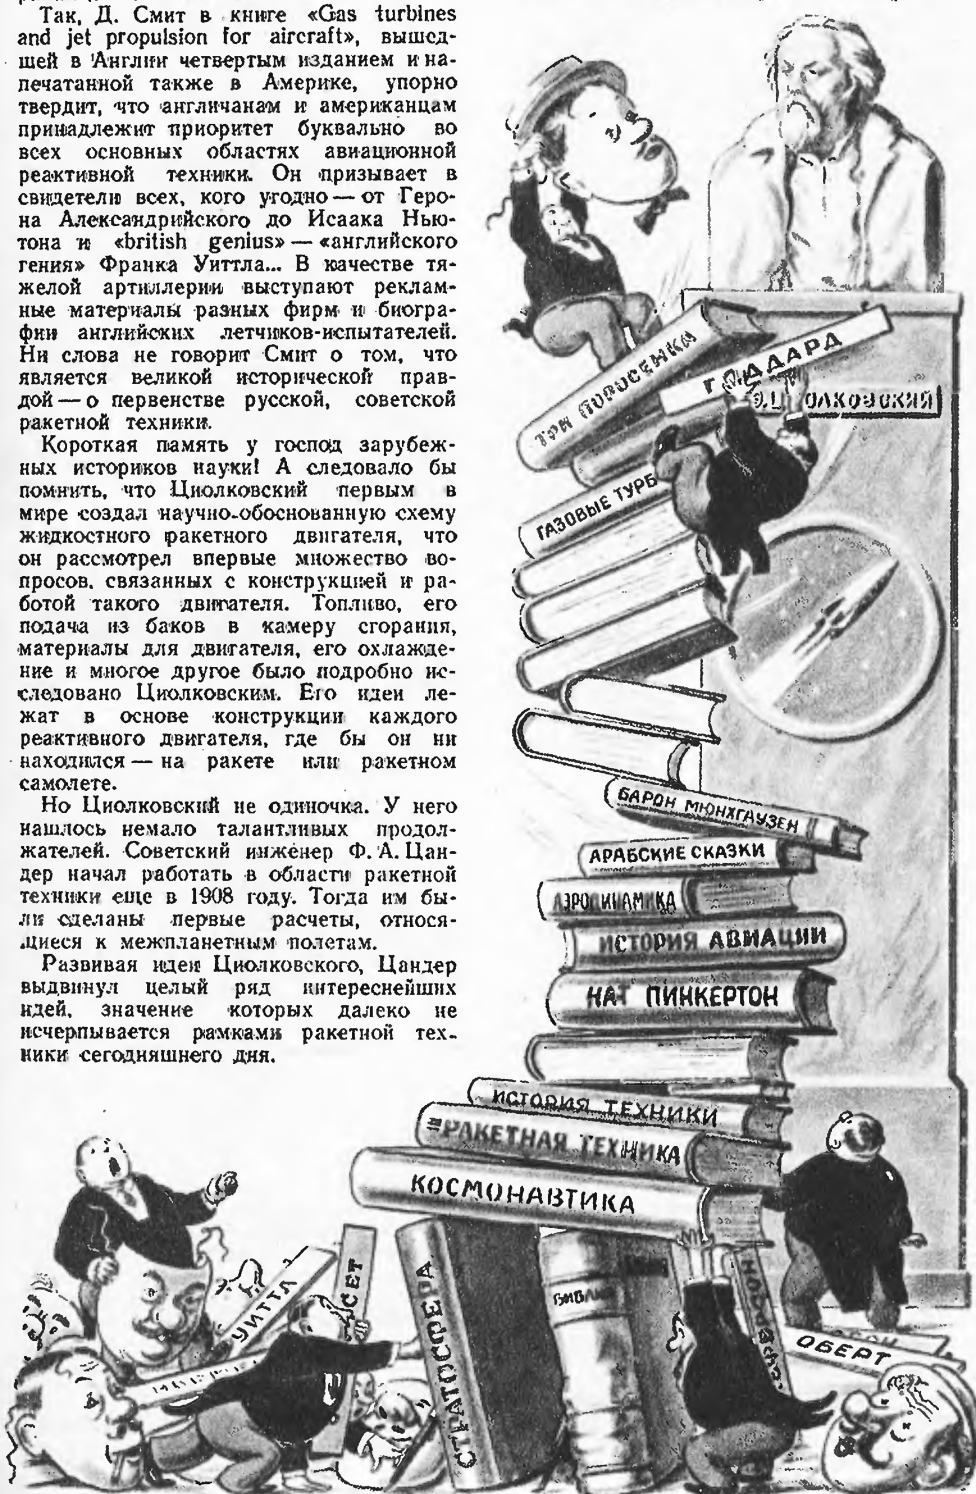 Так, Д. Смит в книге «Gas turbines
and jet propulsion for aircraft», вышед-
шей в Англии четвертым изданием и на-
печатанной также в Америке, упорно
твердит, что англичанам и американцам
принадлежит приоритет буквально во
всех основных областях авиационной
реактивной техники. Он призывает в
свидетели всех, кого угодно — от Геро-
на Александрийского до Исаака Нью-
тона и «british genius» — «английского
гения» Франка Уиттла... В качестве тя-
желой артиллерии выступают реклам-
ные материалы разных фирм и биогра-
фии английских летчиков-испытателей.
Ни слова не говорит Смит о том, что
является великой исторической прав-
дой — о первенстве русской, советской
ракетной техники.
Короткая память у господ зарубеж-
ных историков науки! А следовало бы
помнить, что Циолковский первым в
мире создал научно-обоснованную схему
жидкостного ракетного двигателя, что
он рассмотрел впервые множество во-
просов, связанных с конструкцией и ра-
ботой такого двигателя. Топливо, его
подача из баков в камеру сгорания,
материалы для двигателя, его охлажде-
ние и многое другое было подробно ис-
следовано Циолковским. Его идеи ле-
жат в основе конструкции каждого
реактивного двигателя, где бы он ни
находился — на ракете или ракетном
самолете.
Но Циолковский не одиночка. У него
нашлось немало талантливых продол-
жателей. Советский инженер Ф. А. Цан-
дер начал работать в области ракетной
техники еще в 1908 году. Тогда им бы-
ли сделаны первые расчеты, относя-
щиеся к межпланетным полетам.
Развивая идеи Циолковского, Цандер
выдвинул целый ряд интереснейших
идей, значение которых далеко не
исчерпывается рамками ракетной тех-
ники сегодняшнего дня.
ТРИ ПОРОСЕНКА
ГОДДАРД
Э.Ц ОЛКОВСКИЙ
ГАЗОВЫЕ ТУРБ
БАРОН МЮНХГАУЗЕН
АРАБСКИЕ СКАЗКИ
АЭРОДИНАМИКА
ИСТОРИЯ АВИАЦИИ
НАТ ПИНКЕРТОН
ИСТОРИЯ ТЕХНИКИ
РАКЕТНАЯ ТЕХНИКА
КОСМОНАВТИКА
УИТТЛ
СЕТ
СТРАТОСФЕРА
БИБЛИЯ
ОБЕРТ